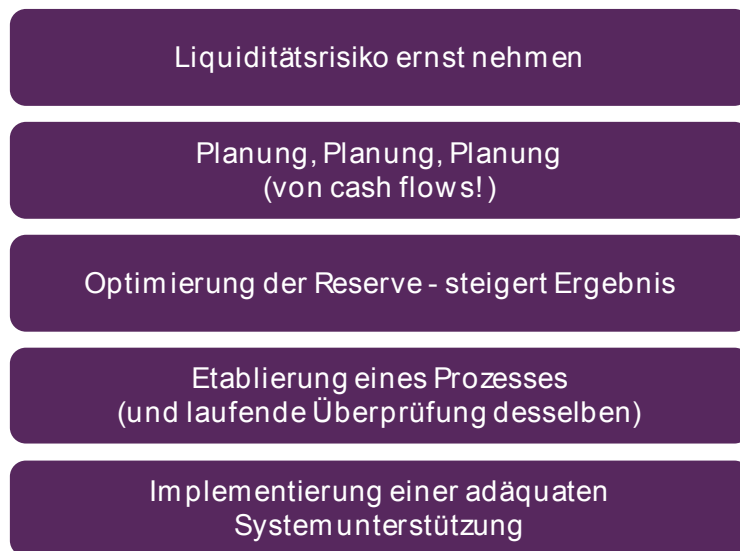 Liquiditätsrisiko ernst nehmen
Planung, Planung, Planung
(von cash flows!)
Optimierung der Reserve - steigert Ergebnis
Etablierung eines Prozesses
(und laufende Überprüfung desselben)
Implementierung einer adäquaten
Systemunterstützung